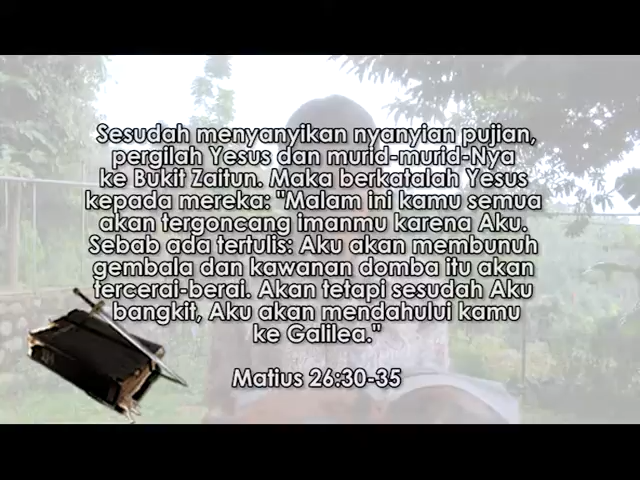 Sesudah menyanyikan nyanyian pujian,
pergilah Yesus dan murid-murid-Nya
ke Bukit Zaitun. Maka berkatalah Yesus
kepada mereka: "Malam ini kamu semua
akan tergoncang imanmu karena Aku.
Sebab ada tertulis: Aku akan membunuh
gembala dan kawanan domba itu akan
tercerai-berai. Akan tetapi sesudah Aku
bangkit, Aku akan mendahului kamu
ke Galilea."
Matius 26:30-35